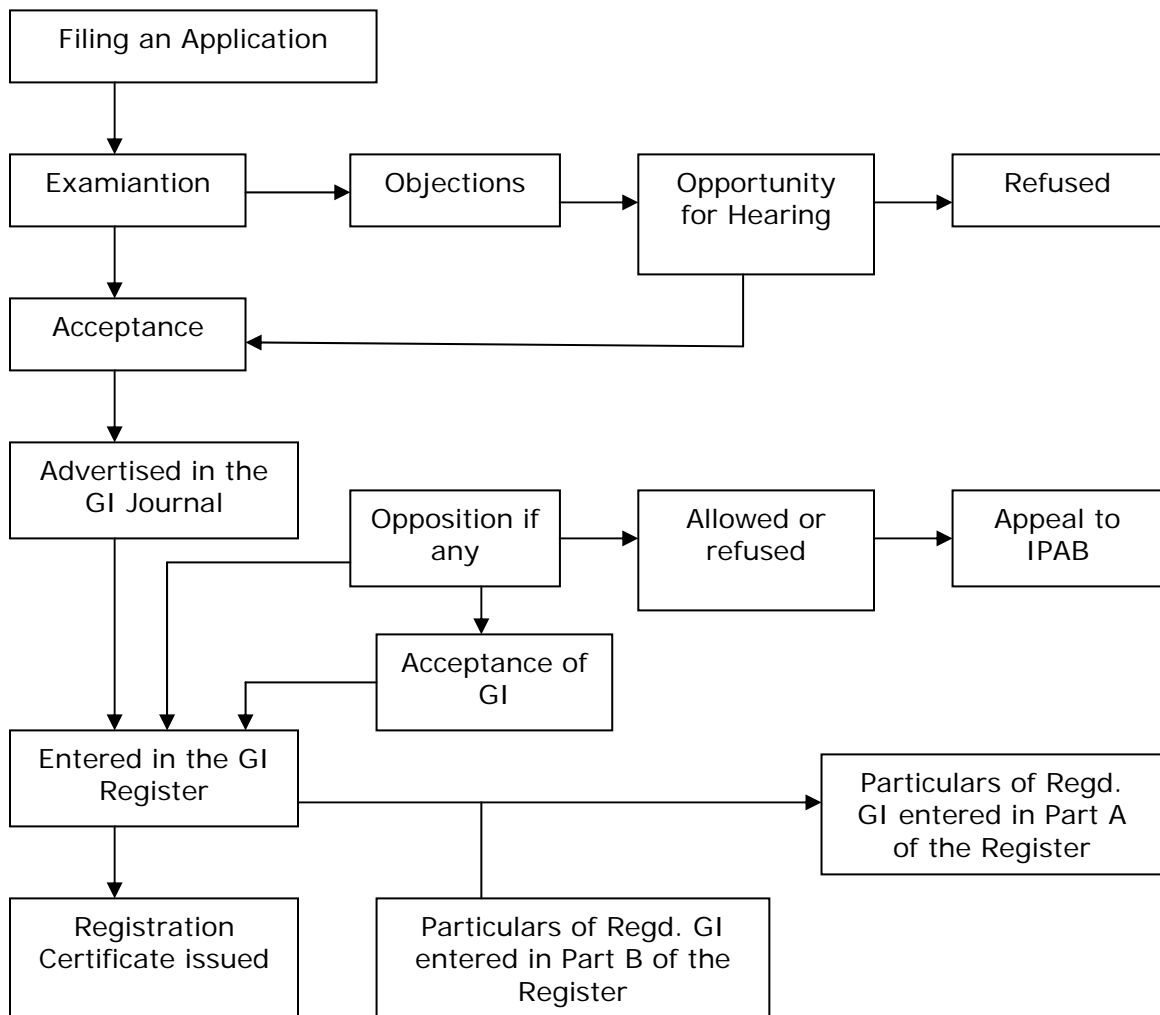 Filing an Application
Examiantion
Objections
Opportunity
for Hearing
Refused
Acceptance
Advertised in the
GI Journal
Opposition if
any
Allowed or
refused
Appeal to
IPAB
Acceptance of
GI
Entered in the GI
Register
Particulars of Regd.
GI entered in Part A
of the Register
Registration
Certificate issued
Particulars of Regd. GI
entered in Part B of the
Register